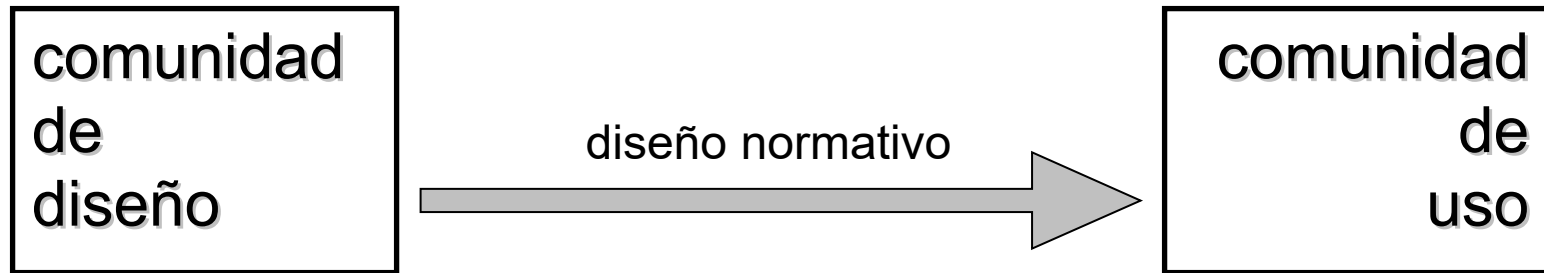 comunidad
de
diseño
diseño normativo
comunidad
de
uso